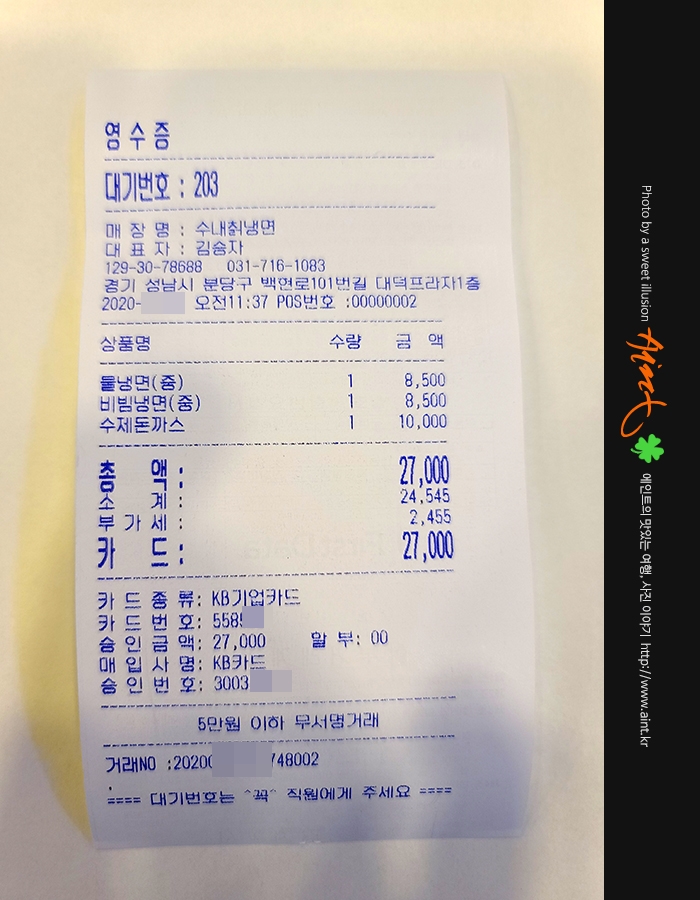 영수증
대기번호 : 203
매 장 명 : 수내칡냉면
대 표 자 : 김승자
129-30-78688 031-716-1083
경기 성남시 분당구 백현로101번길 대덕프라자1층
2020- 오전11:37 POS번호 :00000002
상품명 수량 금 액
물냉면(중) 1 8,500
비빔냉면(중) 1 8,500
수제돈까스 1 10,000
총 액 : 27,000
소 계 : 24,545
부 가 세 : 2,455
카 드 : 27,000
카 드 종 류: KB기업카드
카 드 번 호: 558
승 인 금 액: 27,000 할 부: 00
매 입 사 명: KB카드
승 인 번 호: 3003
5만원 이하 무서명거래
거래NO :2020 748002
==== 대기번호는 "꼭" 직원에게 주세요 ====
Photo by a sweet illusion
Aint
에인트의 맛있는 여행, 사진 이야기 http://www.aint.kr